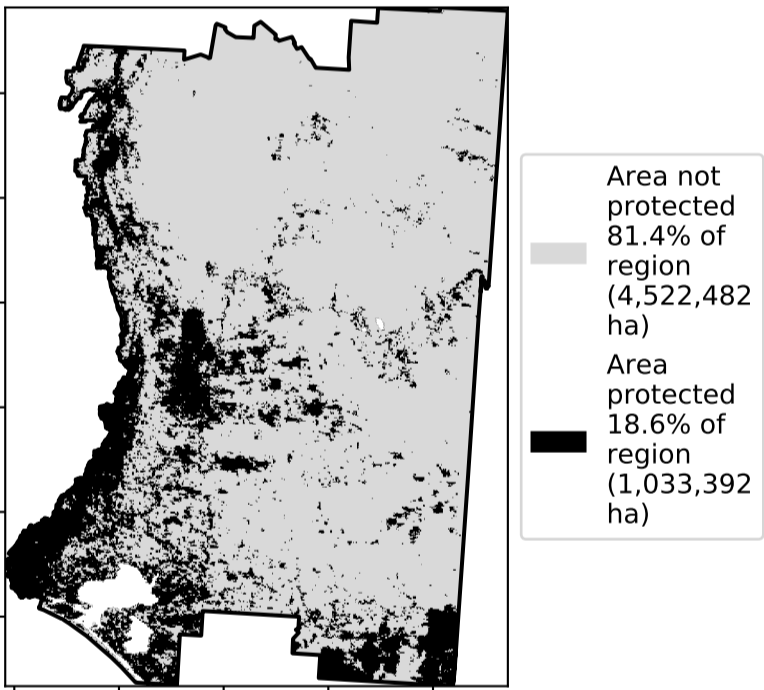 Area not
protected
81.4% of
region
(4,522,482
ha)
Area
protected
18.6% of
region
(1,033,392
ha)